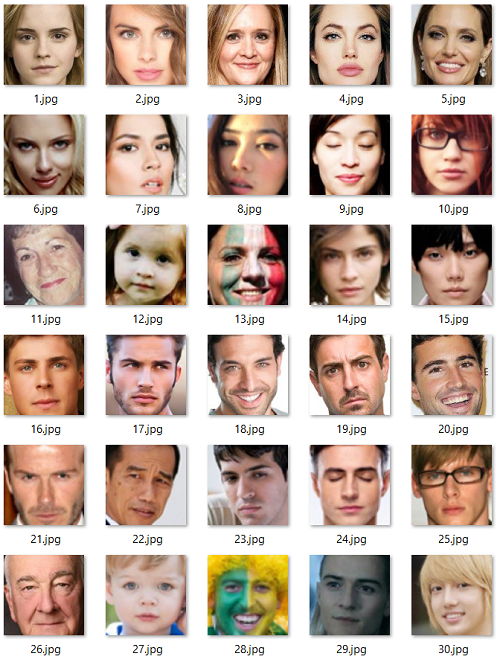 1.jpg 2.jpg 3.jpg 4.jpg 5.jpg
6.jpg 7.jpg 8.jpg 9.jpg 10.jpg
11.jpg 12.jpg 13.jpg 14.jpg 15.jpg
16.jpg 17.jpg 18.jpg 19.jpg 20.jpg
21.jpg 22.jpg 23.jpg 24.jpg 25.jpg
26.jpg 27.jpg 28.jpg 29.jpg 30.jpg